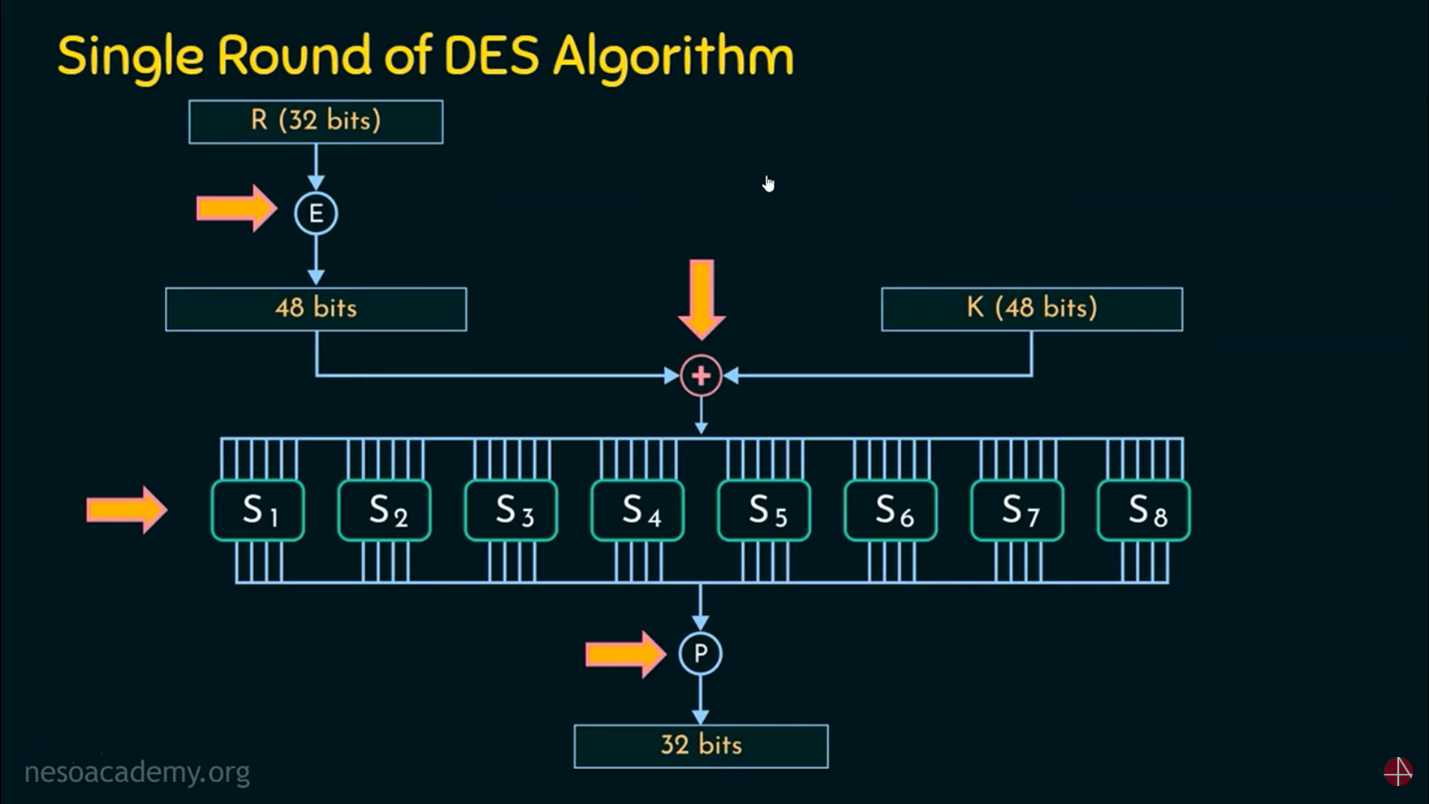 Single Round of DES Algorithm
R (32 bits)
E
48 bits
K (48 bits)
+
S1 S2 S3 S4 S5 S6 S7 S8
P
32 bits
nesoacademy.org